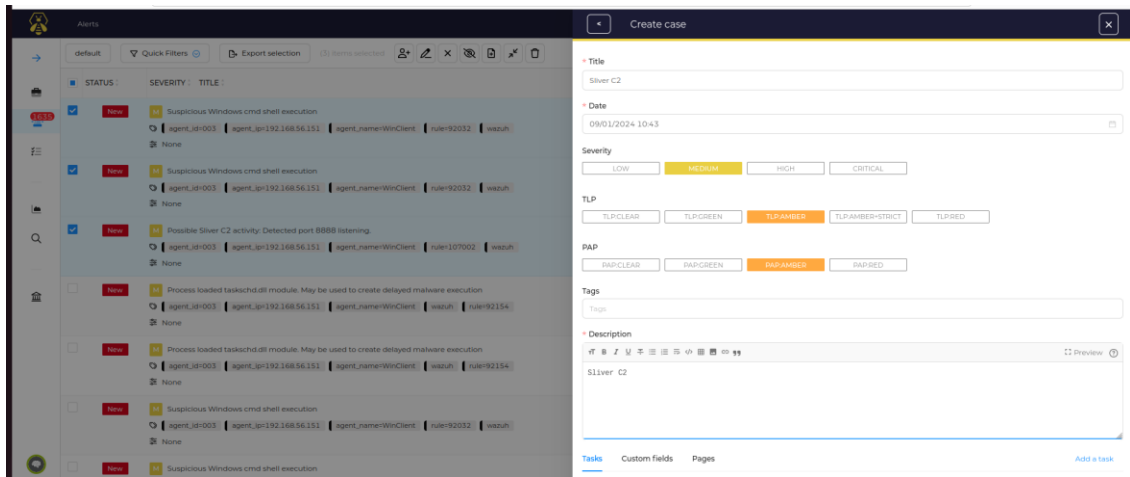 Alerts
default Quick Filters Export selection (3) items selected
STATUS SEVERITY TITLE
1635
New M Suspicious Windows cmd shell execution
agent_id=003 agent_ip=192.168.56.151 agent_name=WinClient rule=92032 wazuh
None
New M Suspicious Windows cmd shell execution
agent_id=003 agent_ip=192.168.56.151 agent_name=WinClient rule=92032 wazuh
None
New M Possible Sliver C2 activity: Detected port 8888 listening.
agent_id=003 agent_ip=192.168.56.151 agent_name=WinClient rule=107002 wazuh
None
New M Process loaded taskschd.dll module. May be used to create delayed malware execution
agent_id=003 agent_ip=192.168.56.151 agent_name=WinClient wazuh rule=92154
None
New M Process loaded taskschd.dll module. May be used to create delayed malware execution
agent_id=003 agent_ip=192.168.56.151 agent_name=WinClient wazuh rule=92154
None
New M Suspicious Windows cmd shell execution
agent_id=003 agent_ip=192.168.56.151 agent_name=WinClient rule=92032 wazuh
None
New M Suspicious Windows cmd shell execution
< Create case ×
* Title
Sliver C2
* Date
09/01/2024 10:43
Severity
LOW MEDIUM HIGH CRITICAL
TLP
TLP:CLEAR TLP:GREEN TLP:AMBER TLP:AMBER+STRICT TLP:RED
PAP
PAP:CLEAR PAP:GREEN PAP:AMBER PAP:RED
Tags
Tags
* Description
Preview
Sliver C2
Tasks Custom fields Pages Add a task